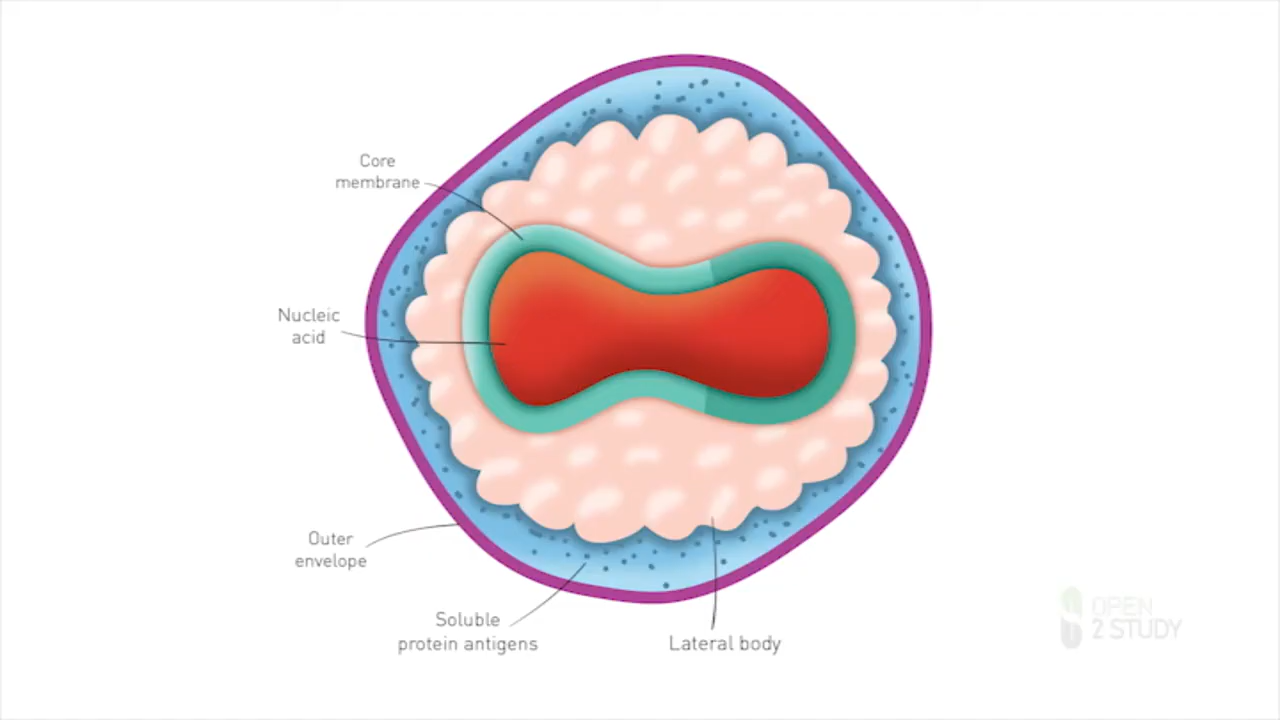 Core
membrane
Nucleic
acid
Outer
envelope
Soluble
protein antigens
Lateral body
OPEN
2 STUDY